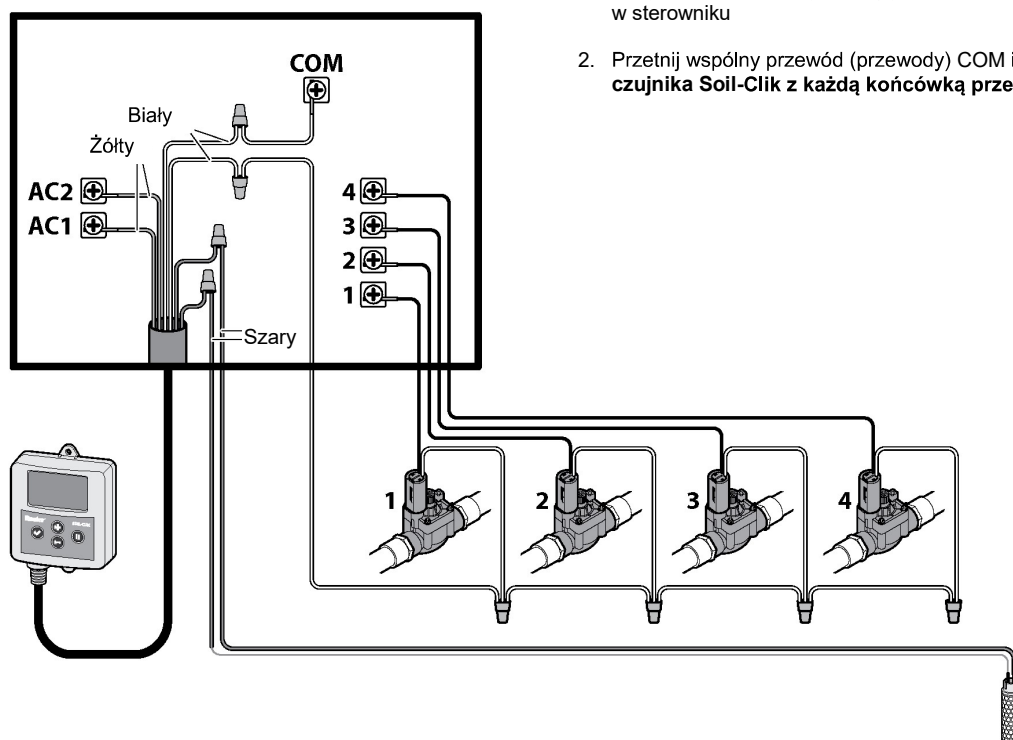 w sterowniku
2. Przetnij wspólny przewód (przewody) COM i
czujnika Soil-Clik z każdą końcówką prze
COM
Biały
Żółty
AC2
AC1
4
3
2
1
Szary
Hunter
1
2
3
4